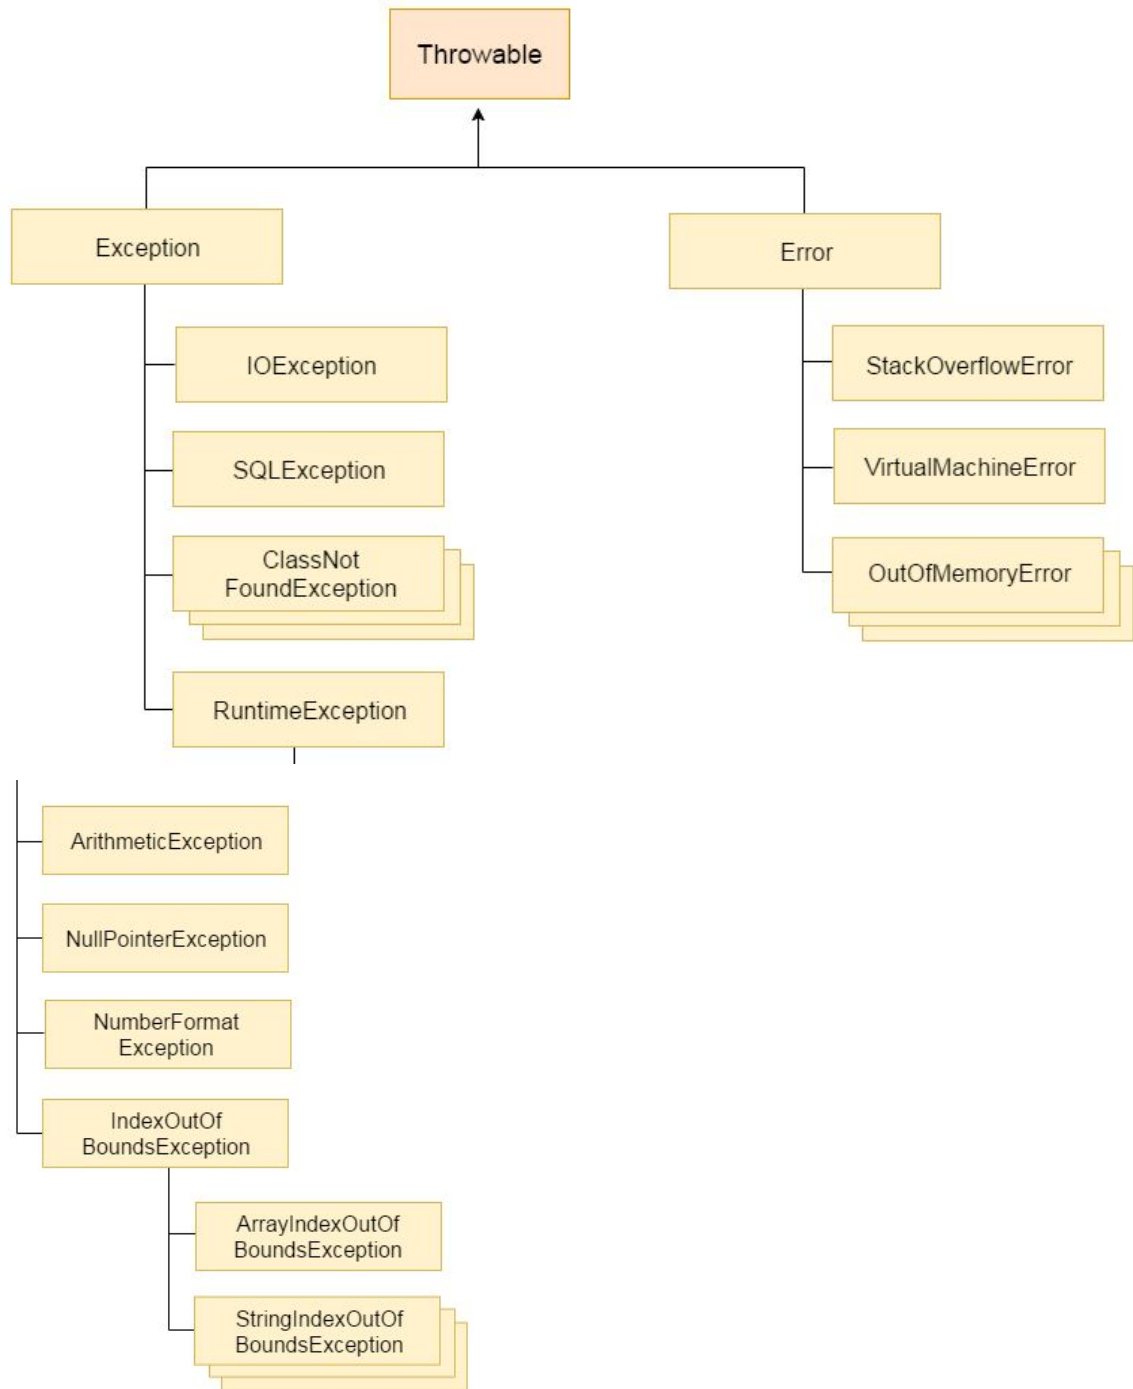 Throwable
Exception
Error
IOException
StackOverflowError
SQLException
VirtualMachineError
ClassNot
FoundException
OutOfMemoryError
RuntimeException
ArithmeticException
NullPointerException
NumberFormat
Exception
IndexOutOf
BoundsException
ArrayIndexOutOf
BoundsException
StringIndexOutOf
BoundsException